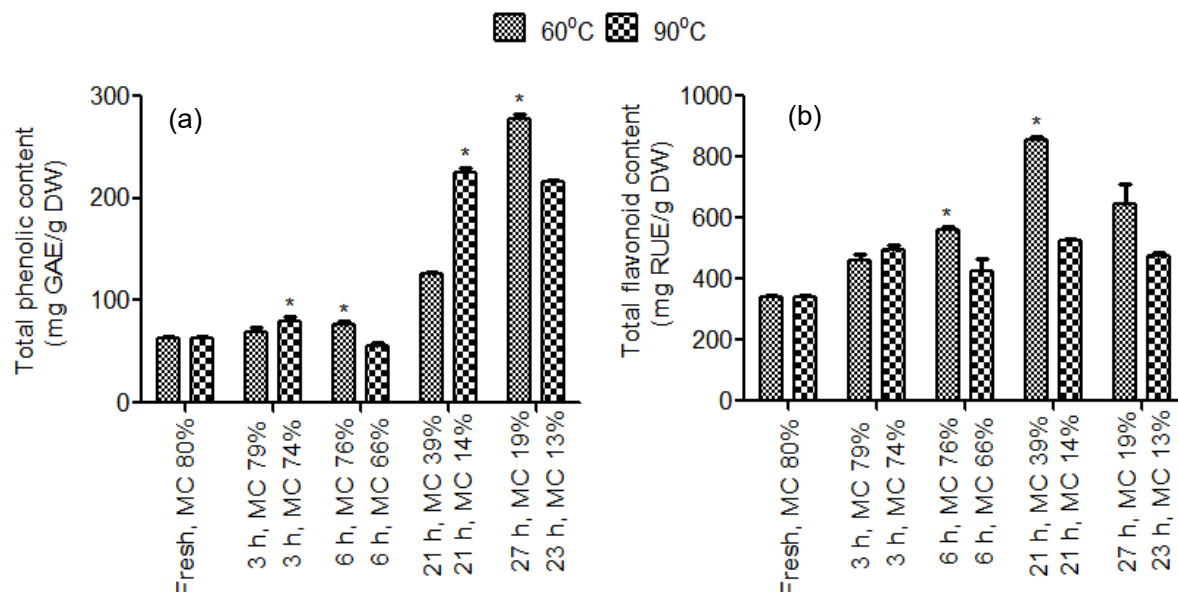 60⁰C 90⁰C
(a)
Total phenolic content
(mg GAE/g DW)
300
200
100
0
*
*
*
*
Fresh, MC 80%
3 h, MC 79%
3 h, MC 74%
6 h, MC 76%
6 h, MC 66%
21 h, MC 39%
21 h, MC 14%
27 h, MC 19%
23 h, MC 13%
(b)
Total flavonoid content
(mg RUE/g DW)
1000
800
600
400
200
0
*
*
Fresh, MC 80%
3 h, MC 79%
3 h, MC 74%
6 h, MC 76%
6 h, MC 66%
21 h, MC 39%
21 h, MC 14%
27 h, MC 19%
23 h, MC 13%